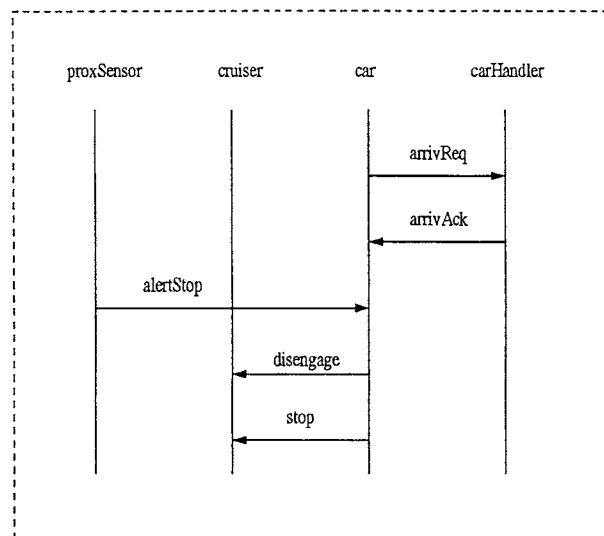 proxSensor cruiser car carHandler
arrivReq
arrivAck
alertStop
disengage
stop